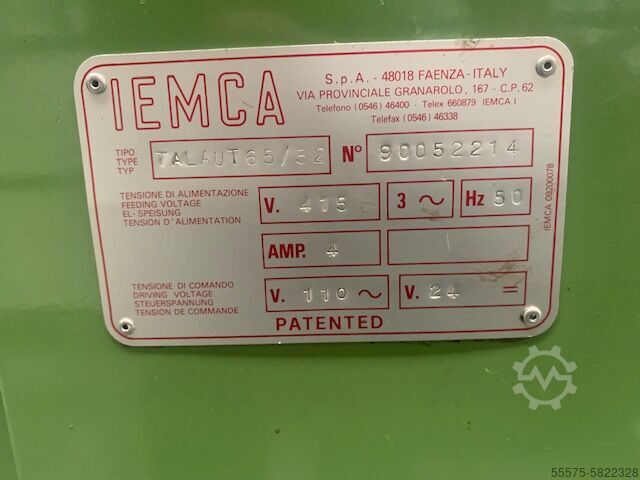 IEMCA
S.p.A. - 48018 FAENZA-ITALY
VIA PROVINCIALE GRANAROLO, 167 - C.P. 62
Telefono (0546) 46400 - Telex 660879 IEMCA I
Telefax (0546) 46338
TIPO
TYPE
TYP
TALAUT65/32
N° 90052214
TENSIONE DI ALIMENTAZIONE
FEEDING VOLTAGE
EL-SPEISUNG
TENSION D'ALIMENTATION
V. 415
3 ~
Hz 50
AMP. 4
TENSIONE DI COMANDO
DRIVING VOLTAGE
STEUERSPANNUNG
TENSION DE COMMANDE
V. 110 ~
V. 24 ⎓
PATENTED
IEMCA 09200078
55575-5822328